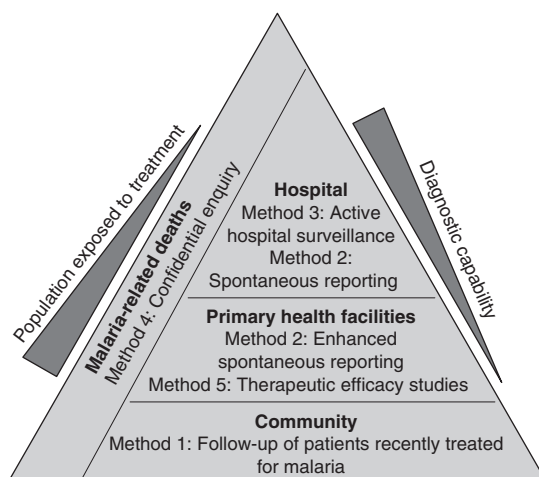 Population exposed to treatment
Malaria-related deaths
Method 4: Confidential enquiry
Hospital
Method 3: Active
hospital surveillance
Method 2:
Spontaneous reporting
Primary health facilities
Method 2: Enhanced
spontaneous reporting
Method 5: Therapeutic efficacy studies
Community
Method 1: Follow-up of patients recently treated
for malaria
Diagnostic capability